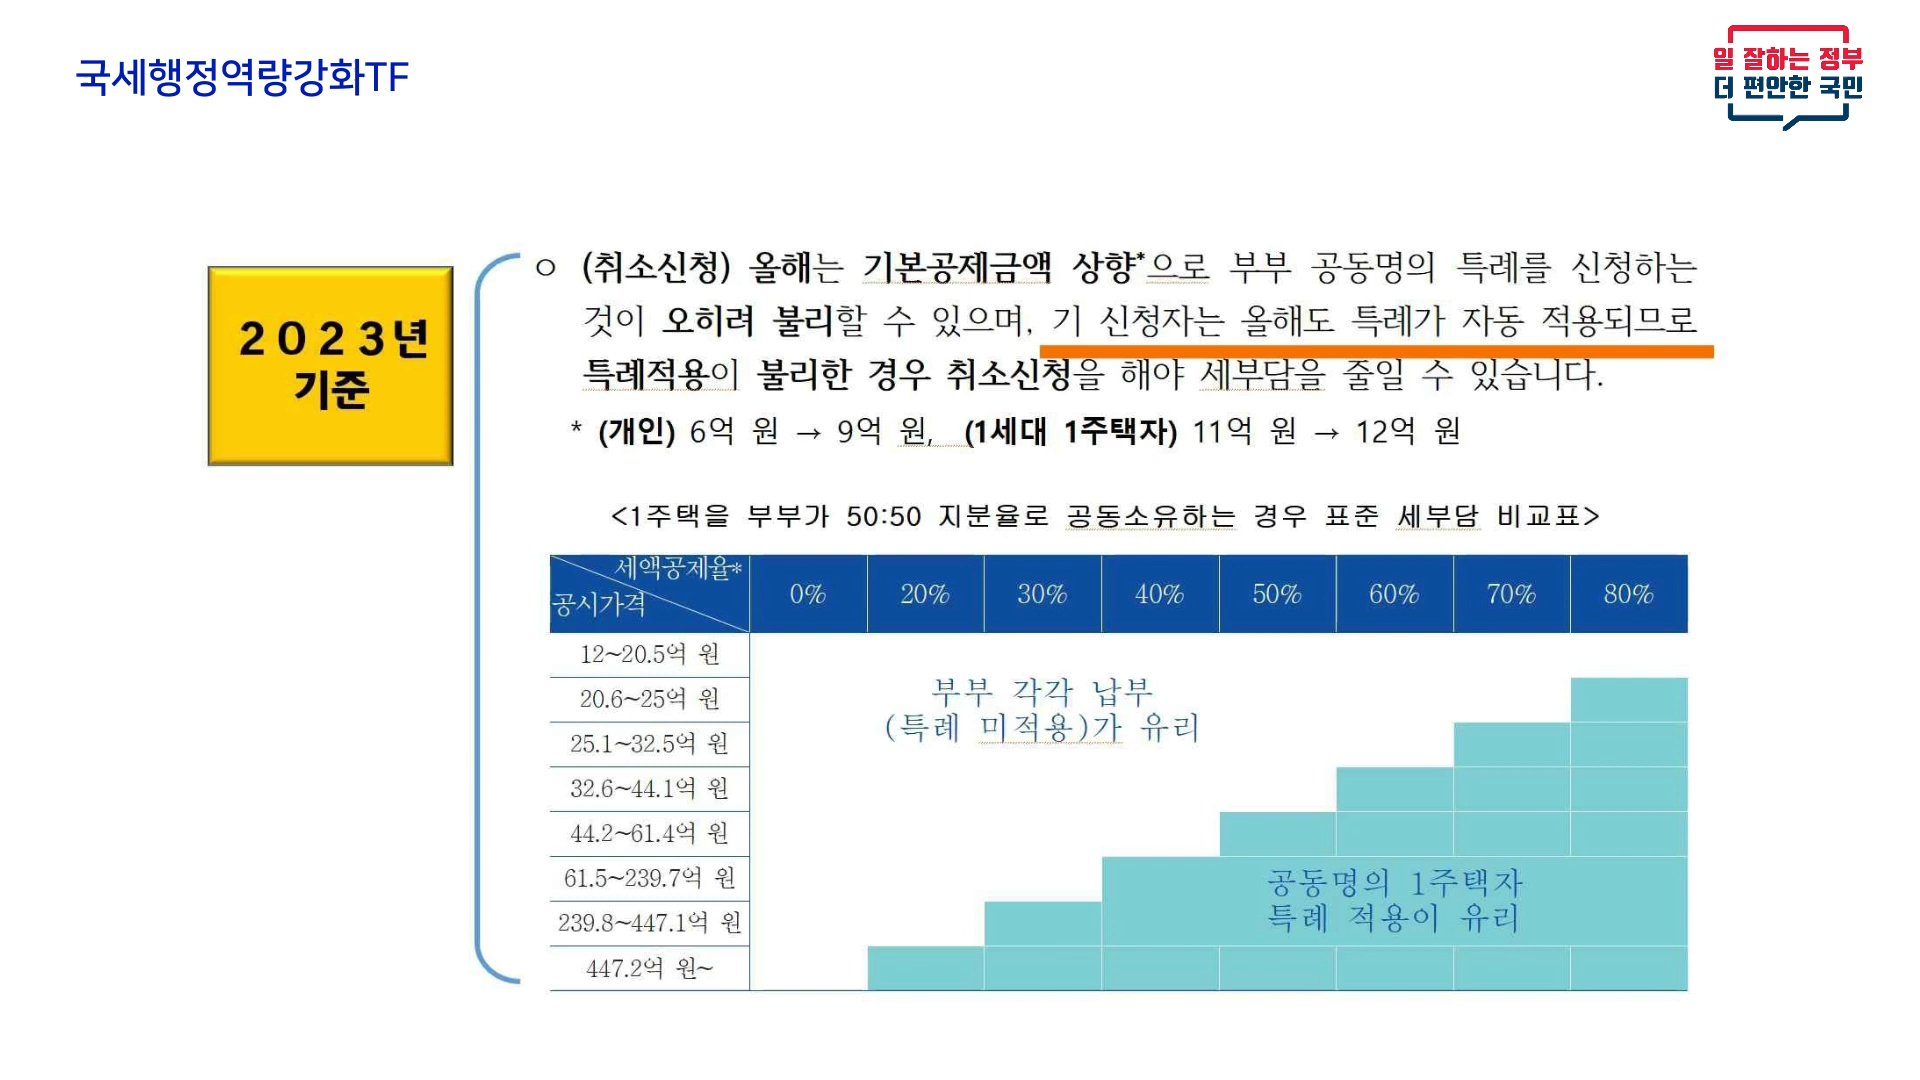 국세행정역량강화TF
일 잘하는 정부
더 편안한 국민
2023년
기준
○ (취소신청) 올해는 기본공제금액 상향*으로 부부 공동명의 특례를 신청하는
것이 오히려 불리할 수 있으며, 기 신청자는 올해도 특례가 자동 적용되므로
특례적용이 불리한 경우 취소신청을 해야 세부담을 줄일 수 있습니다.
* (개인) 6억 원 → 9억 원, (1세대 1주택자) 11억 원 → 12억 원
<1주택을 부부가 50:50 지분율로 공동소유하는 경우 표준 세부담 비교표>
세액공제율*
공시가격
0% 20% 30% 40% 50% 60% 70% 80%
12~20.5억 원
20.6~25억 원
25.1~32.5억 원
32.6~44.1억 원
44.2~61.4억 원
61.5~239.7억 원
239.8~447.1억 원
447.2억 원~
부부 각각 납부
(특례 미적용)가 유리
공동명의 1주택자
특례 적용이 유리